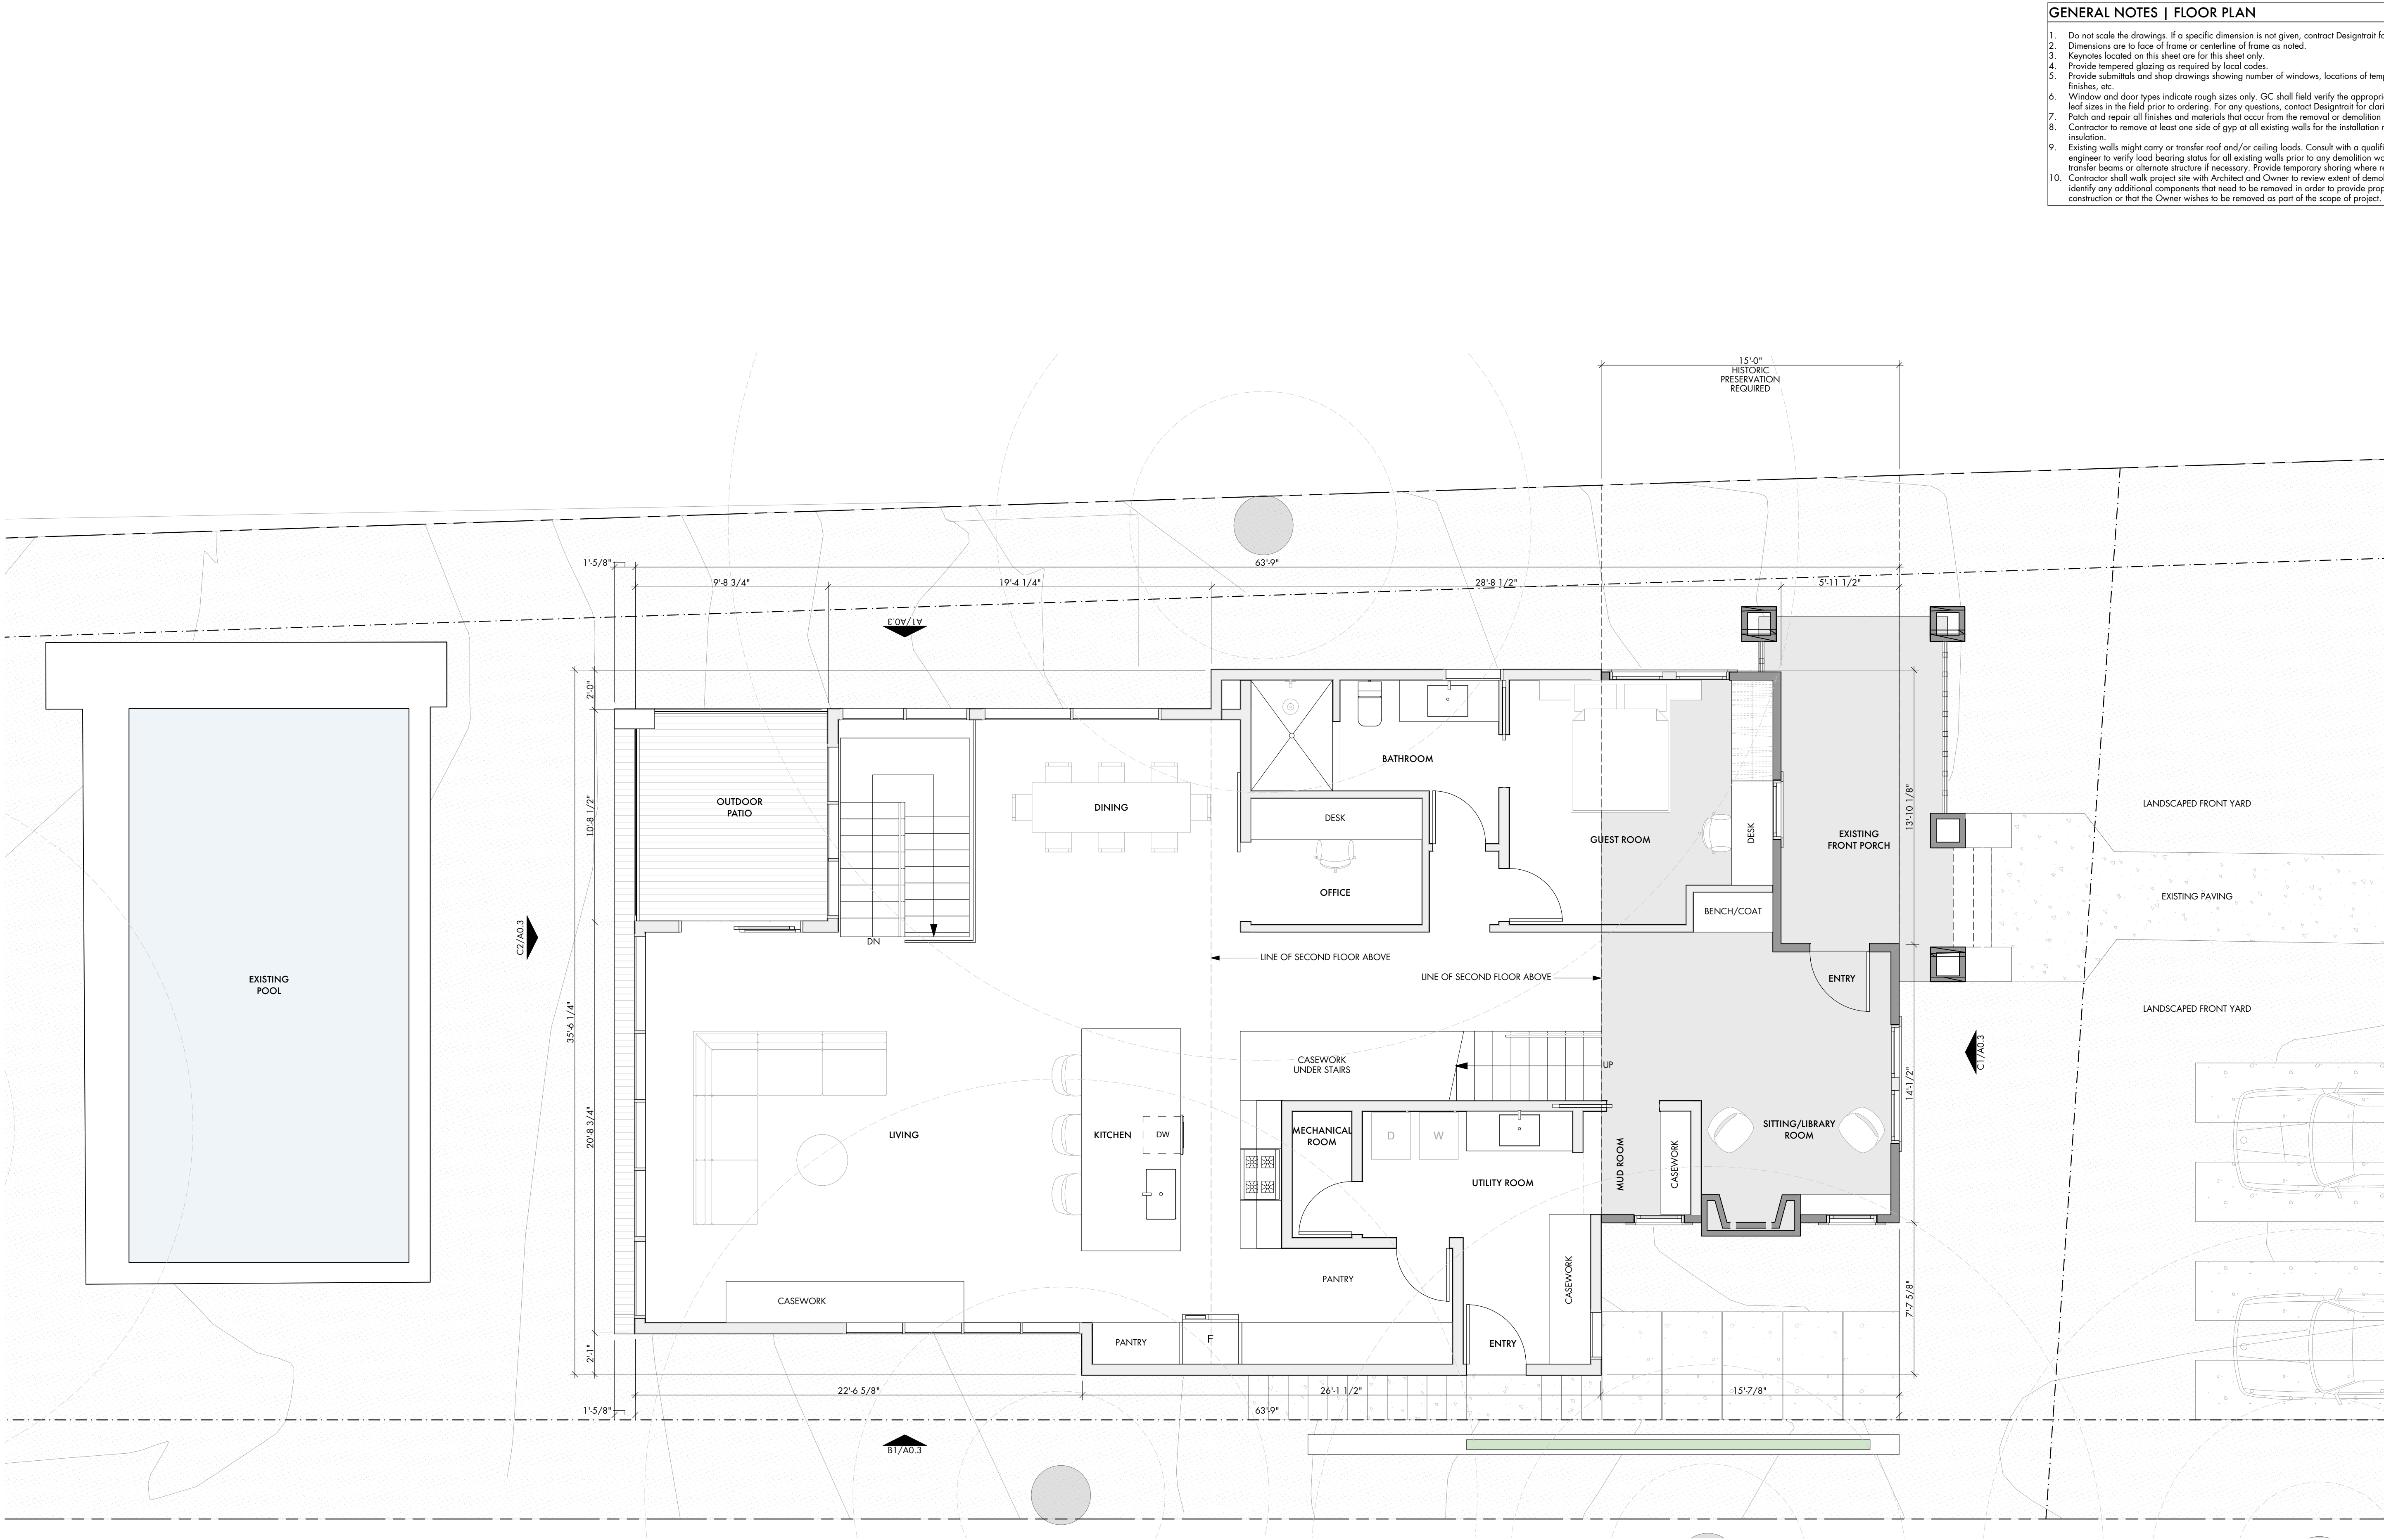 GENERAL NOTES | FLOOR PLAN
1. Do not scale the drawings. If a specific dimension is not given, contract Designtrait
2. Dimensions are to face of frame or centerline of frame as noted.
3. Keynotes located on this sheet are for this sheet only.
4. Provide tempered glazing as required by local codes.
5. Provide submittals and shop drawings showing number of windows, locations of
finishes, etc.
6. Window and door types indicate rough sizes only. GC shall field verify the
leaf sizes in the field prior to ordering. For any questions, contact Designtrait for
7. Patch and repair all finishes and materials that occur from the removal or demolition
8. Contractor to remove at least one side of gyp at all existing walls for the installation
insulation.
9. Existing walls might carry or transfer roof and/or ceiling loads. Consult with a
engineer to verify load bearing status for all existing walls prior to any demolition
transfer beams or alternate structure if necessary. Provide temporary shoring where
10. Contractor shall walk project site with Architect and Owner to review extent of
identify any additional components that need to be removed in order to provide
construction or that the Owner wishes to be removed as part of the scope of project.
15'-0"
HISTORIC
PRESERVATION
REQUIRED
1'-5/8"
63'-9"
9'-8 3/4"
19'-4 1/4"
28'-8 1/2"
5'-11 1/2"
A1/A0.3
2'-0"
10'-8 1/2"
35'-6 1/4"
20'-8 3/4"
2'-1"
C2/A0.3
EXISTING
POOL
OUTDOOR
PATIO
DN
DINING
BATHROOM
DESK
OFFICE
GUEST ROOM
DESK
BENCH/COAT
EXISTING
FRONT PORCH
13'-10 1/8"
LANDSCAPED FRONT YARD
EXISTING PAVING
LANDSCAPED FRONT YARD
LINE OF SECOND FLOOR ABOVE
LINE OF SECOND FLOOR ABOVE
ENTRY
C1/A0.3
CASEWORK
UNDER STAIRS
UP
14'-1/2"
LIVING
KITCHEN
DW
MECHANICAL
ROOM
D
W
UTILITY ROOM
MUD ROOM
CASEWORK
SITTING/LIBRARY
ROOM
PANTRY
CASEWORK
7'-7 5/8"
CASEWORK
PANTRY
F
ENTRY
22'-6 5/8"
26'-1 1/2"
15'-7/8"
1'-5/8"
63'-9"
B1/A0.3